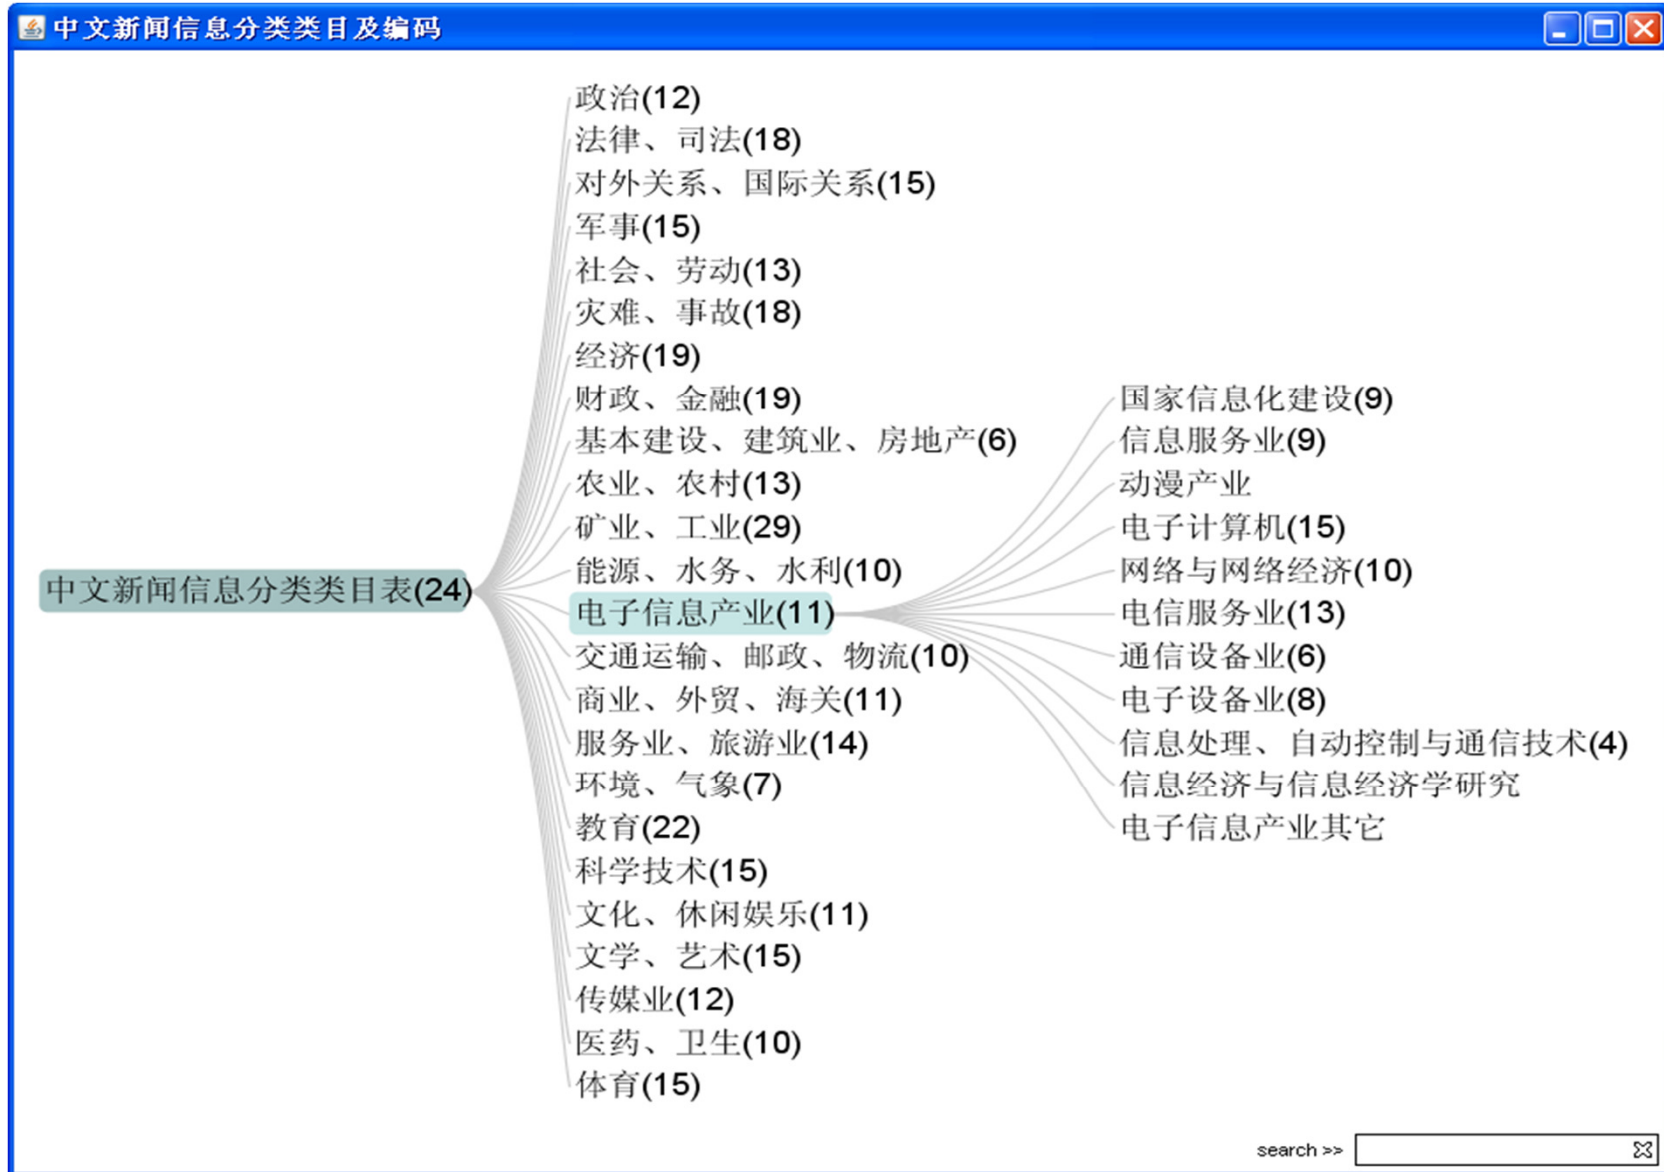 中文新闻信息分类类目及编码
政治(12)
法律、司法(18)
对外关系、国际关系(15)
军事(15)
社会、劳动(13)
灾难、事故(18)
经济(19)
财政、金融(19)
基本建设、建筑业、房地产(6)
农业、农村(13)
矿业、工业(29)
能源、水务、水利(10)
中文新闻信息分类类目表(24)
电子信息产业(11)
交通运输、邮政、物流(10)
商业、外贸、海关(11)
服务业、旅游业(14)
环境、气象(7)
教育(22)
科学技术(15)
文化、休闲娱乐(11)
文学、艺术(15)
传媒业(12)
医药、卫生(10)
体育(15)
国家信息化建设(9)
信息服务业(9)
动漫产业
电子计算机(15)
网络与网络经济(10)
电信服务业(13)
通信设备业(6)
电子设备业(8)
信息处理、自动控制与通信技术(4)
信息经济与信息经济学研究
电子信息产业其它
search >>